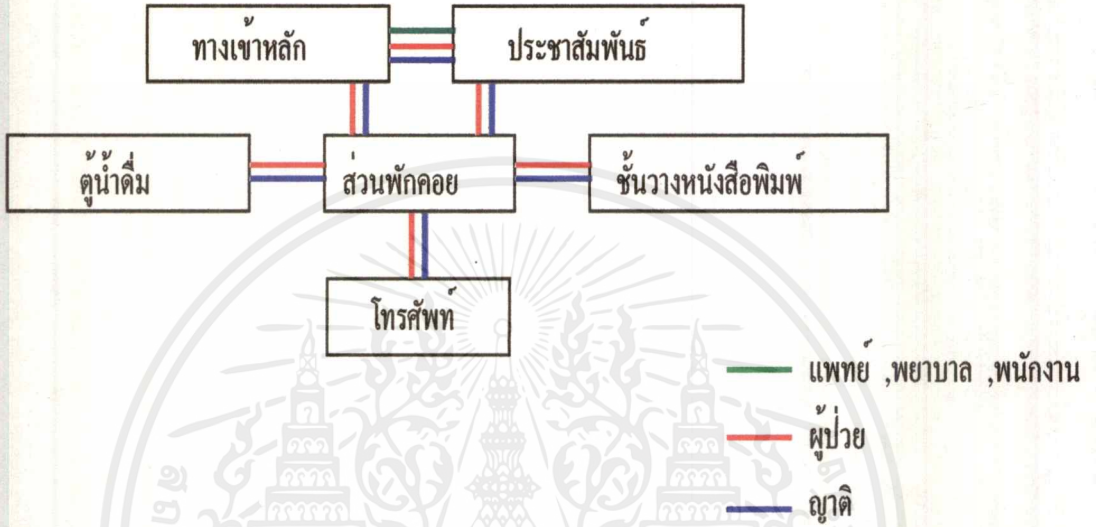 ทางเข้าหลัก
ประชาสัมพันธ์
ตู้น้ำดื่ม
ส่วนพักคอย
ชั้นวางหนังสือพิมพ์
โทรศัพท์
แพทย์ ,พยาบาล ,พนักงาน
ผู้ป่วย
ญาติ